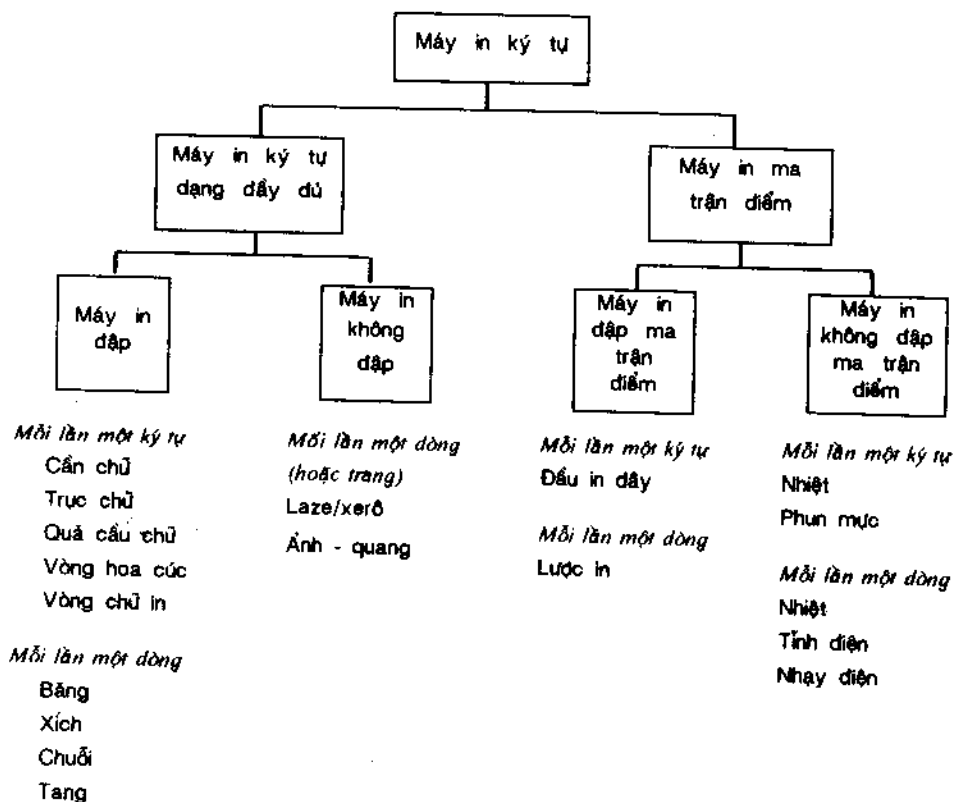 Máy in ký tự
Máy in ký tự
dạng đầy đủ
Máy in ma
trận điểm
Máy in
đập
Máy in
không
đập
Máy in
đập ma
trận
điểm
Máy in
không đập
ma trận
điểm
Mỗi lần một ký tự
Cần chữ
Trục chữ
Quả cầu chữ
Vòng hoa cúc
Vòng chữ in
Mỗi lần một dòng
Băng
Xích
Chuỗi
Tang
Mỗi lần một dòng
(hoặc trang)
Laze/xerô
Ảnh - quang
Mỗi lần một ký tự
Đầu in dây
Mỗi lần một dòng
Lược in
Mỗi lần một ký tự
Nhiệt
Phun mực
Mỗi lần một dòng
Nhiệt
Tĩnh điện
Nhạy điện